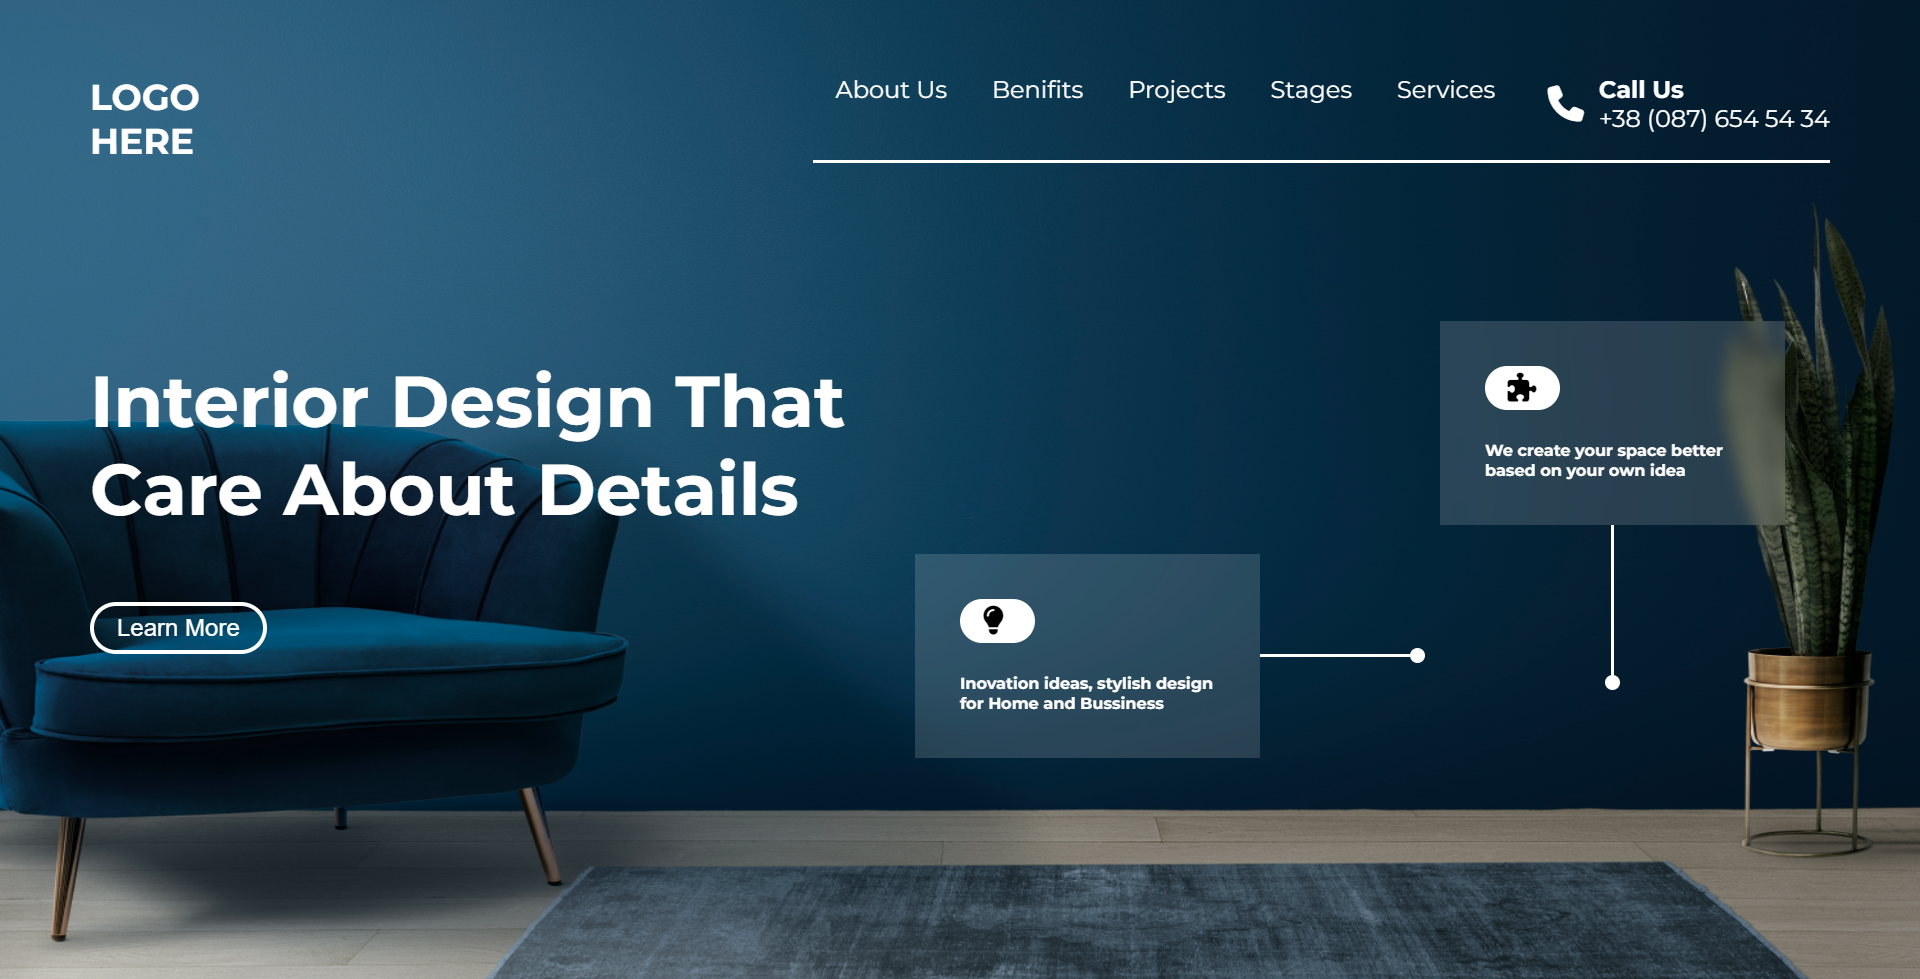 LOGO
HERE
About Us Benifits Projects Stages Services
Call Us
+38 (087) 654 54 34
Interior Design That
Care About Details
Learn More
We create your space better
based on your own idea
Inovation ideas, stylish design
for Home and Bussiness